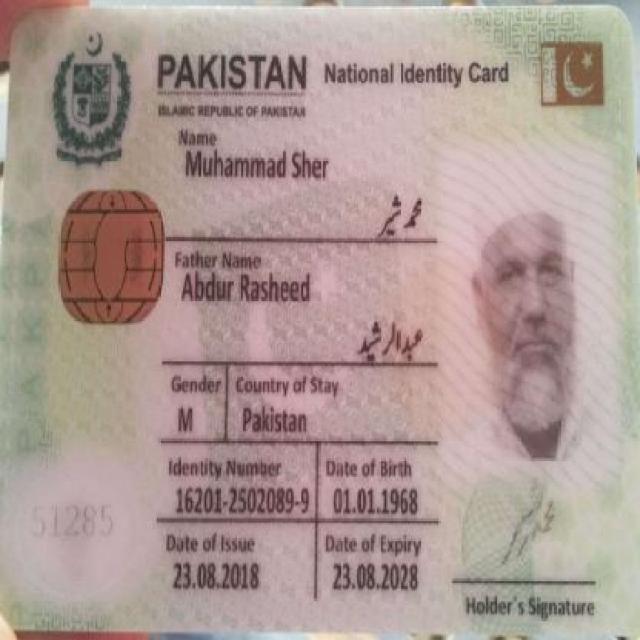 PAKISTAN National Identity Card
ISLAMIC REPUBLIC OF PAKISTAN
Name
Muhammad Sher
محمد شیر
Father Name
Abdur Rasheed
عبدالرشید
Gender Country of Stay
M Pakistan
Identity Number Date of Birth
16201-2502089-9 01.01.1968
51285
Date of Issue Date of Expiry
23.08.2018 23.08.2028
Holder's Signature